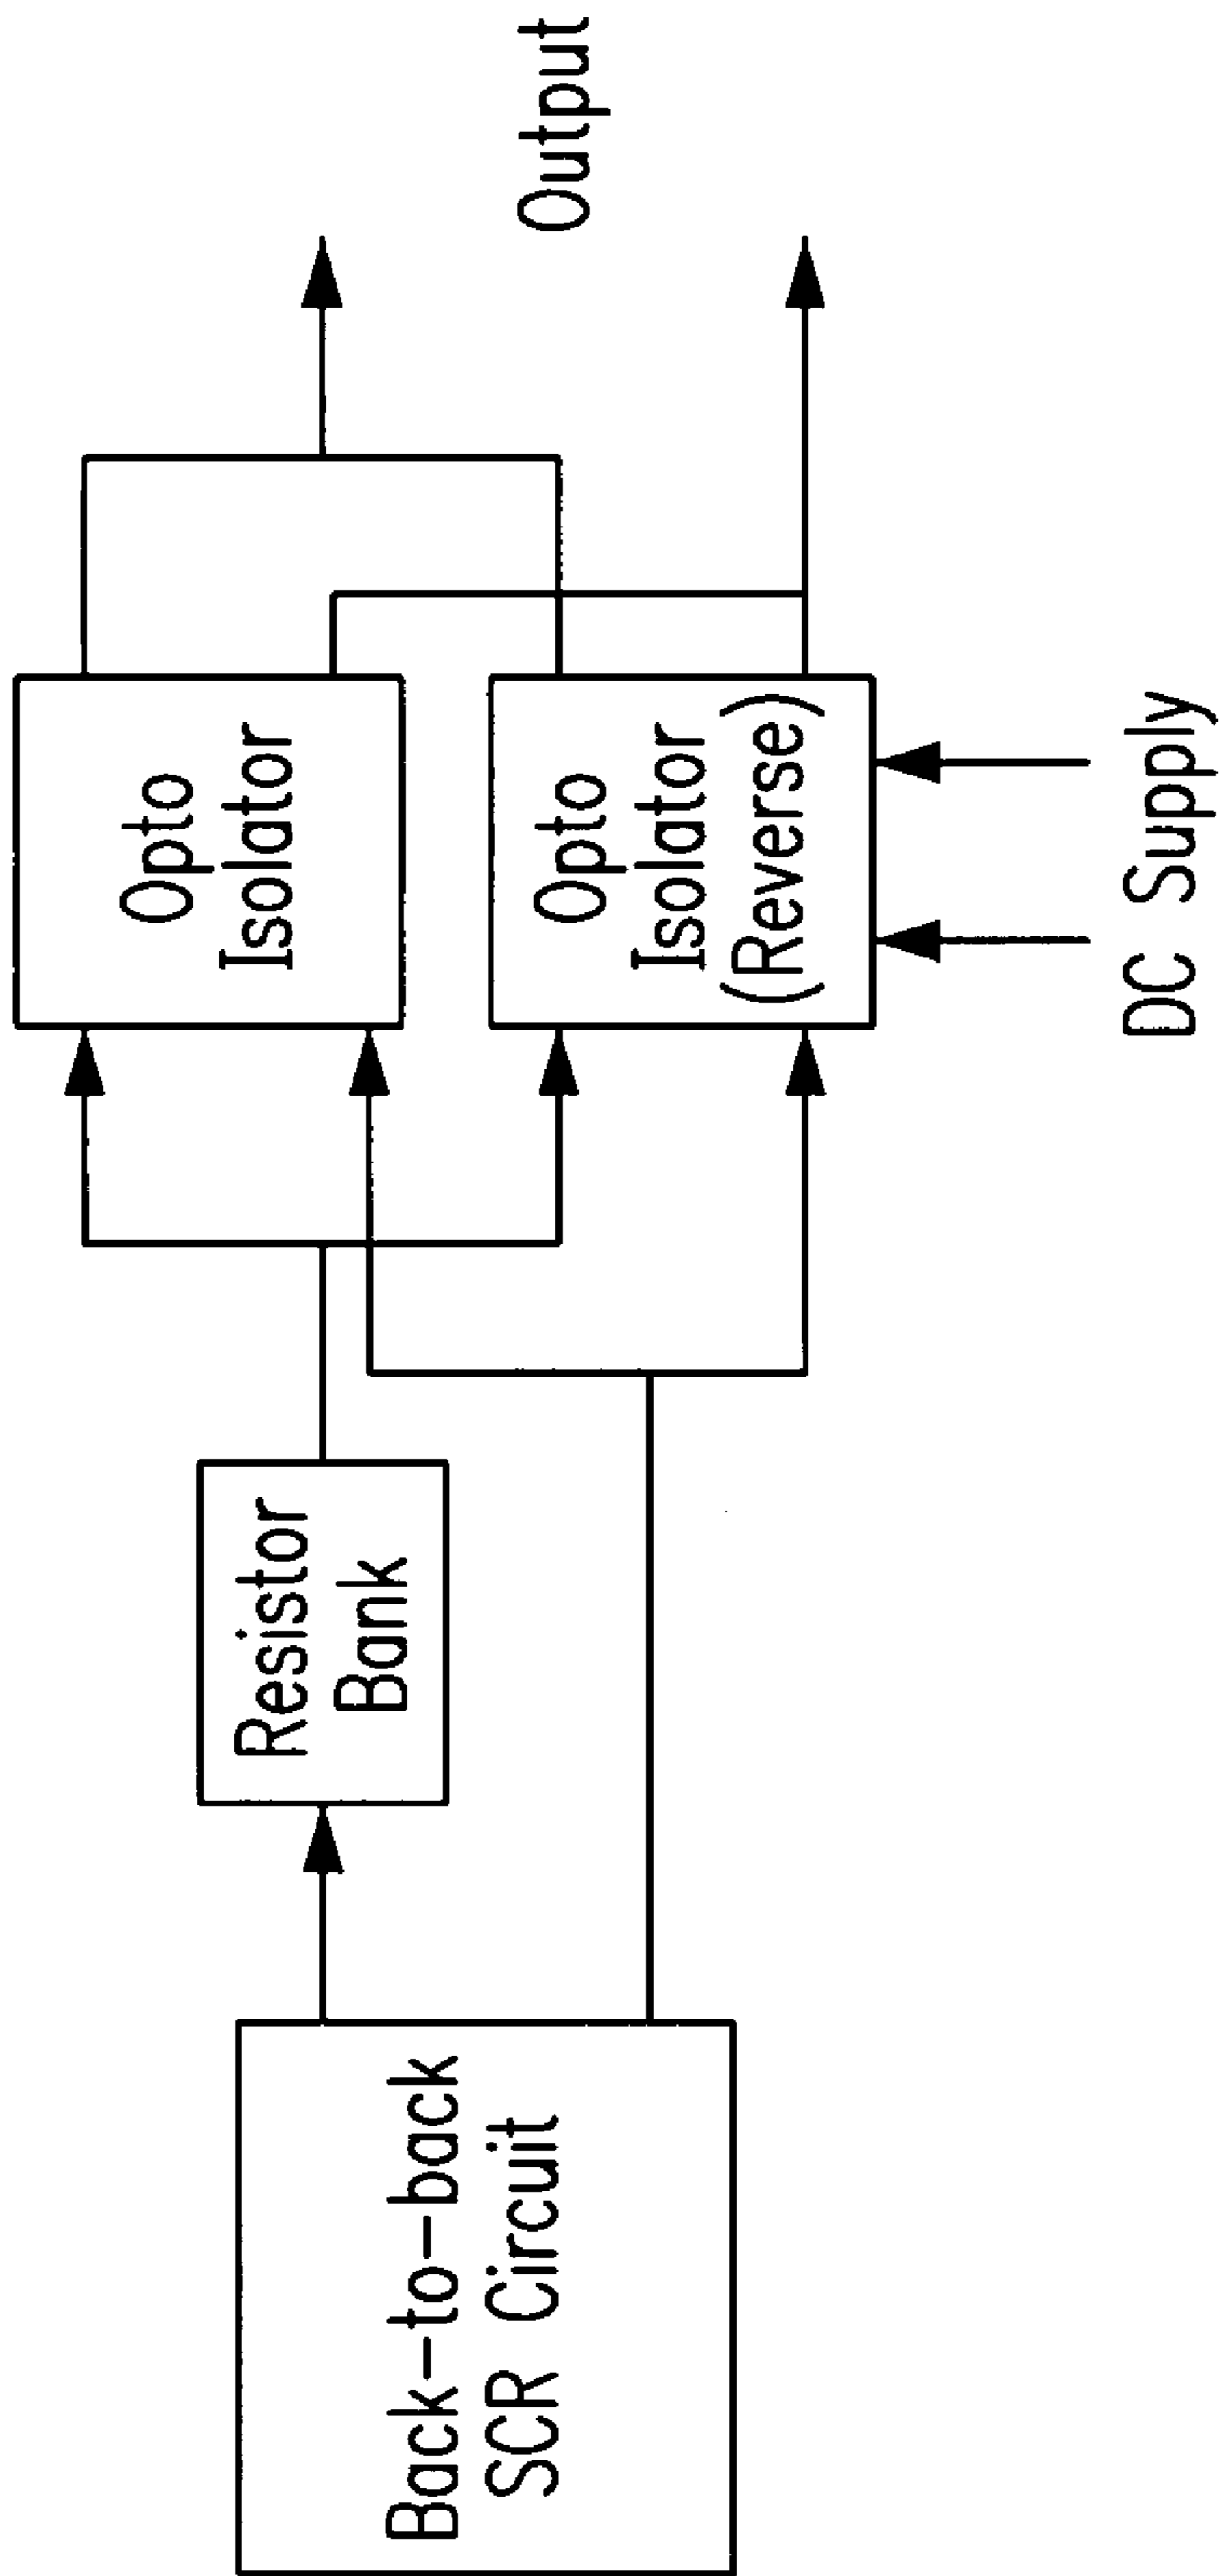 Back-to-back
SCR Circuit
Resistor
Bank
Opto
Isolator
Opto
Isolator
(Reverse)
DC Supply
Output